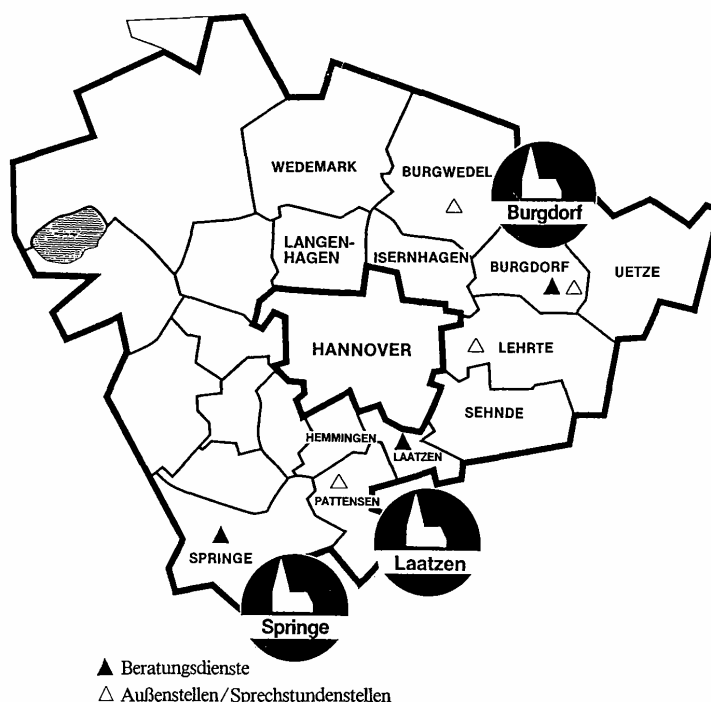 WEDEMARK
BURGWEDEL
Burgdorf
LANGEN-
HAGEN
ISERNHAGEN
BURGDORF
UETZE
HANNOVER
LEHRTE
SEHNDE
HEMMINGEN
LAATZEN
PATTENSEN
SPRINGE
Laatzen
Springe
▲ Beratungsdienste
△ Außenstellen/Sprechstundenstellen